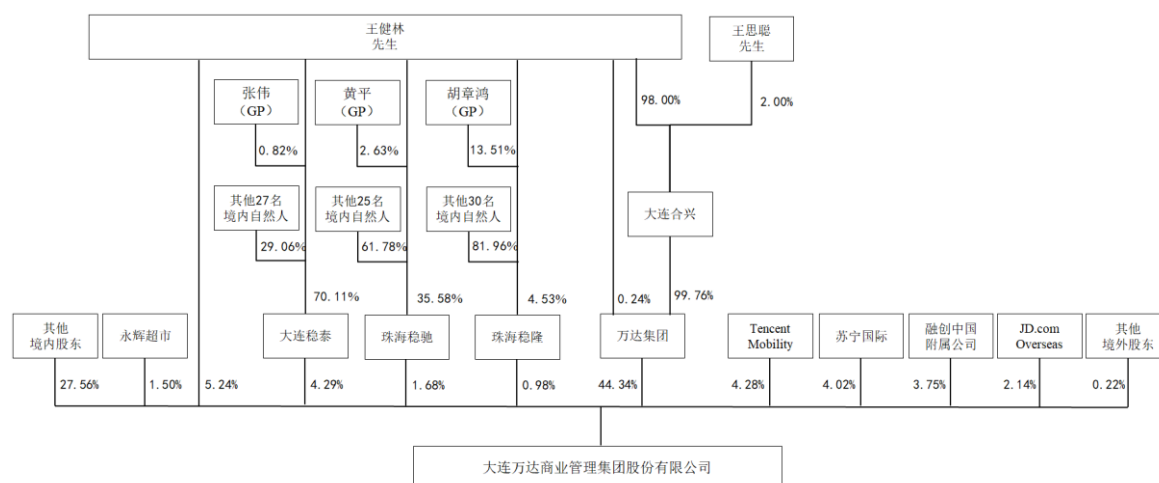 王健林
先生
王思聪
先生
张伟
（GP）
黄平
（GP）
胡章鸿
（GP）
98.00%
2.00%
0.82%
2.63%
13.51%
其他27名
境内自然人
其他25名
境内自然人
其他30名
境内自然人
大连合兴
29.06%
61.78%
81.96%
70.11%
35.58%
4.53%
0.24%
99.76%
其他
境内股东
永辉超市
大连稳泰
珠海稳驰
珠海稳隆
万达集团
Tencent
Mobility
苏宁国际
融创中国
附属公司
JD.com
Overseas
其他
境外股东
27.56%
1.50%
5.24%
4.29%
1.68%
0.98%
44.34%
4.28%
4.02%
3.75%
2.14%
0.22%
大连万达商业管理集团股份有限公司